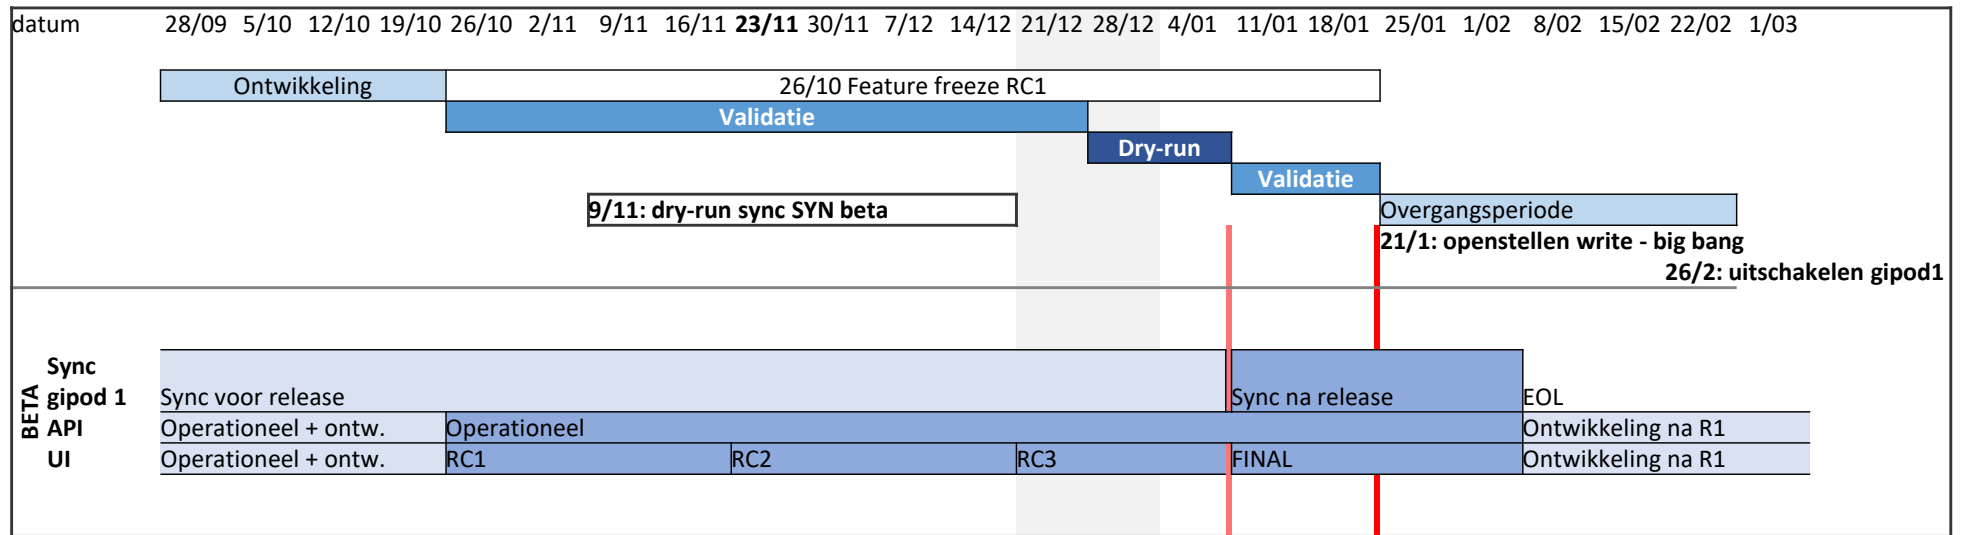 datum 28/09 5/10 12/10 19/10 26/10 2/11 9/11 16/11 23/11 30/11 7/12 14/12 21/12 28/12 4/01 11/01 18/01 25/01 1/02 8/02 15/02 22/02 1/03
Ontwikkeling 26/10 Feature freeze RC1
Validatie
Dry-run
Validatie
9/11: dry-run sync SYN beta Overgangsperiode
21/1: openstellen write - big bang
26/2: uitschakelen gipod1
BETA
Sync
gipod 1 Sync voor release Sync na release EOL
API Operationeel + ontw. Operationeel Ontwikkeling na R1
UI Operationeel + ontw. RC1 RC2 RC3 FINAL Ontwikkeling na R1